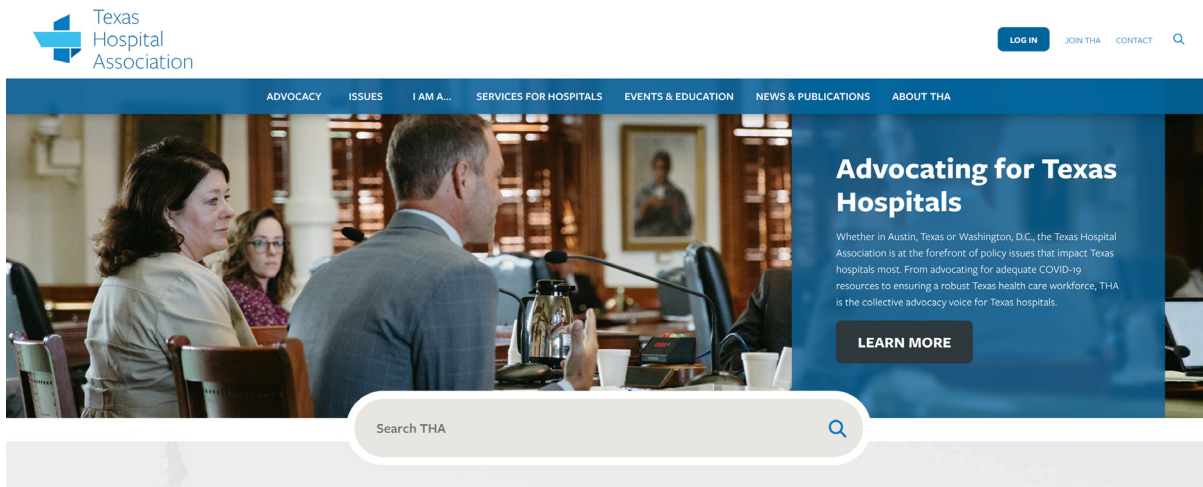 Texas
Hospital
Association
LOG IN
JOIN THA
CONTACT
ADVOCACY
ISSUES
I AM A...
SERVICES FOR HOSPITALS
EVENTS & EDUCATION
NEWS & PUBLICATIONS
ABOUT THA
Advocating for Texas
Hospitals
Whether in Austin, Texas or Washington, D.C., the Texas Hospital
Association is at the forefront of policy issues that impact Texas
hospitals most. From advocating for adequate COVID-19
resources to ensuring a robust Texas health care workforce, THA
is the collective advocacy voice for Texas hospitals.
LEARN MORE
Search THA